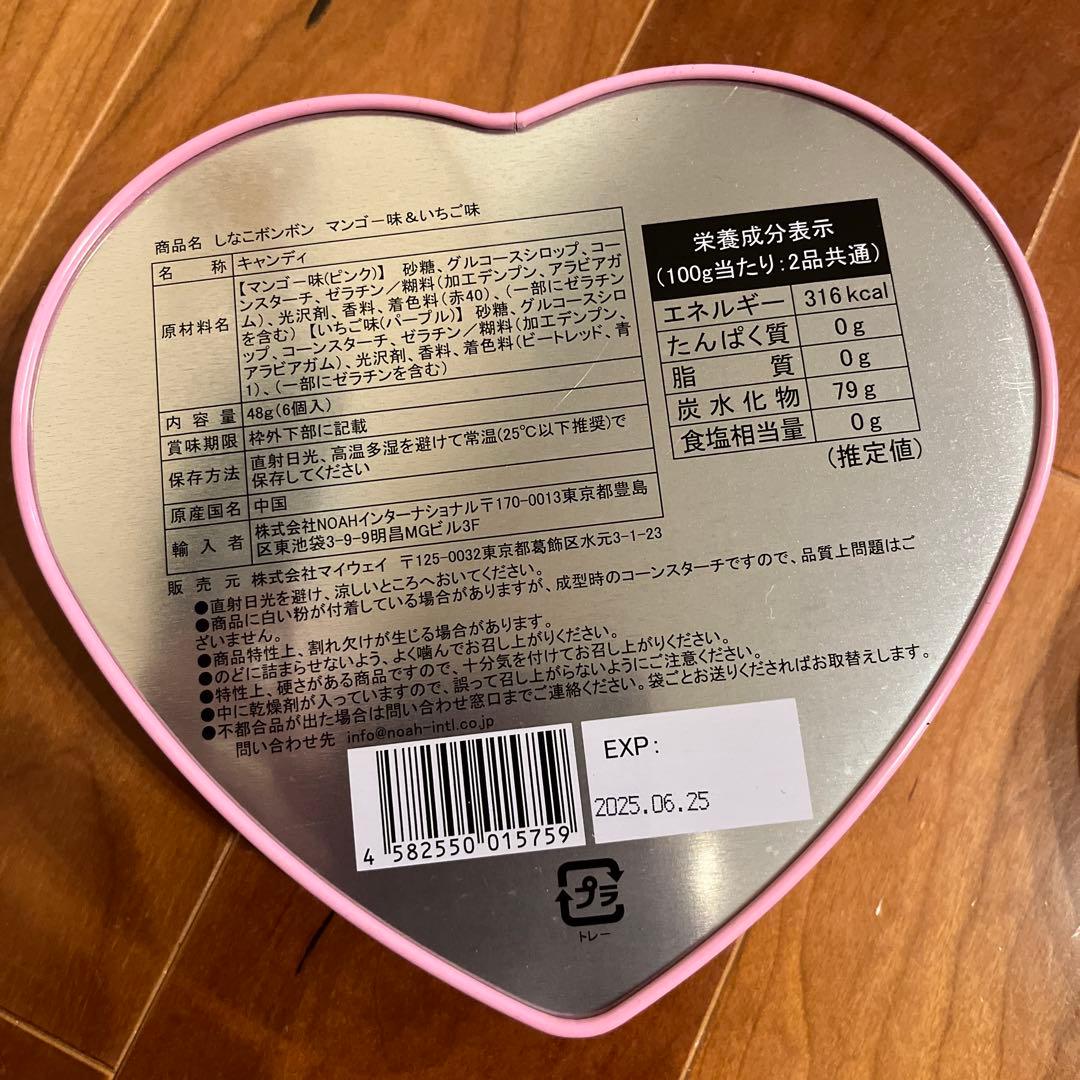 商品名 しなこボンボン マンゴー味&いちご味
名称 キャンディ
原材料名 【マンゴー味(ピンク)】 砂糖、グルコースシロップ、コー
ンスターチ、ゼラチン/糊料(加工デンプン、アラビアガ
ム)、光沢剤、香料、着色料(赤40)、(一部にゼラチン
を含む)【いちご味(パープル)】 砂糖、グルコースシロ
ップ、コーンスターチ、ゼラチン/糊料(加工デンプン、
アラビアガム)、光沢剤、香料、着色料(ビートレッド、青
1)、(一部にゼラチンを含む)
内容量 48g(6個入)
賞味期限 枠外下部に記載
保存方法 直射日光、高温多湿を避けて常温(25℃以下推奨)で
保存してください
原産国名 中国
輸入者 株式会社NOAHインターナショナル〒170-0013東京都豊島
区東池袋3-9-9明昌MGビル3F
販売元 株式会社マイウェイ 〒125-0032東京都葛飾区水元3-1-23
●直射日光を避け、涼しいところへおいてください。
●商品に白い粉が付着している場合がありますが、成型時のコーンスターチですので、品質上問題はご
ざいません。
●商品特性上、割れ欠けが生じる場合があります。
●のどに詰まらせないよう、よく噛んでお召し上がりください。
●特性上、硬さがある商品ですので、十分気を付けてお召し上がりください。
●中に乾燥剤が入っていますので、誤って召し上がらないようにご注意ください。
●不都合品が出た場合は問い合わせ窓口までご連絡ください。袋ごとお送りくださればお取替えします。
問い合わせ先 info@noah-intl.co.jp
栄養成分表示
(100g当たり:2品共通)
エネルギー 316kcal
たんぱく質 0g
脂質 0g
炭水化物 79g
食塩相当量 0g
(推定値)
4 582550 015759
EXP:
2025.06.25
プラ
トレー